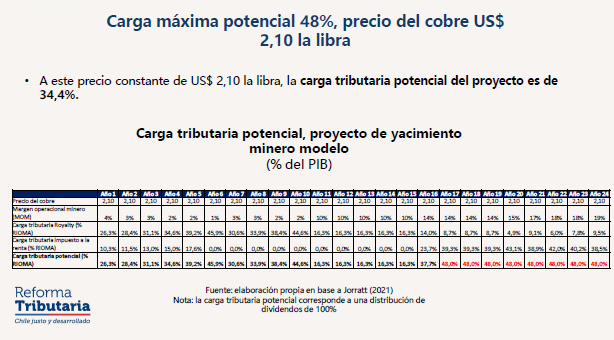 Carga máxima potencial 48%, precio del cobre US$
2,10 la libra
• A este precio constante de US$ 2,10 la libra, la carga tributaria potencial del proyecto es de
34,4%.
Carga tributaria potencial, proyecto de yacimiento
minero modelo
(% del PIB)
Año 1 Año 2 Año 3 Año 4 Año 5 Año 6 Año 7 Año 8 Año 9 Año 10 Año 11 Año 12 Año 13 Año 14 Año 15 Año 16 Año 17 Año 18 Año 19 Año 20 Año 21 Año 22 Año 23 Año 24
Precio del cobre 2,10 2,10 2,10 2,10 2,10 2,10 2,10 2,10 2,10 2,10 2,10 2,10 2,10 2,10 2,10 2,10 2,10 2,10 2,10 2,10 2,10 2,10 2,10 2,10
Margen operacional minero
(MOM) 4% 3% 3% 2% 2% 1% 3% 3% 2% 2% 10% 10% 10% 10% 10% 14% 14% 14% 14% 15% 17% 18% 18% 19%
Carga tributaria Royalty (%
RIOMA) 26,3% 28,4% 31,1% 34,6% 39,2% 45,9% 30,6% 33,9% 38,4% 44,6% 16,3% 16,3% 16,3% 16,3% 16,3% 14,0% 8,7% 8,7% 8,7% 4,9% 9,1% 6,0% 7,8% 9,5%
Carga tributaria impuesto a la
renta (% RIOMA) 10,3% 11,5% 13,0% 15,0% 17,6% 0,0% 0,0% 0,0% 0,0% 0,0% 0,0% 0,0% 0,0% 0,0% 0,0% 23,7% 39,3% 39,3% 39,3% 43,1% 38,9% 42,0% 40,2% 38,5%
Carga tributaria potencial (%
RIOMA) 26,3% 28,4% 31,1% 34,6% 39,2% 45,9% 30,6% 33,9% 38,4% 44,6% 16,3% 16,3% 16,3% 16,3% 16,3% 37,7% 48,0% 48,0% 48,0% 48,0% 48,0% 48,0% 48,0% 48,0%
Reforma
Tributaria
Chile justo y desarrollado
Fuente: elaboración propia en base a Jorratt (2021)
Nota: la carga tributaria potencial corresponde a una distribución de
dividendos de 100%